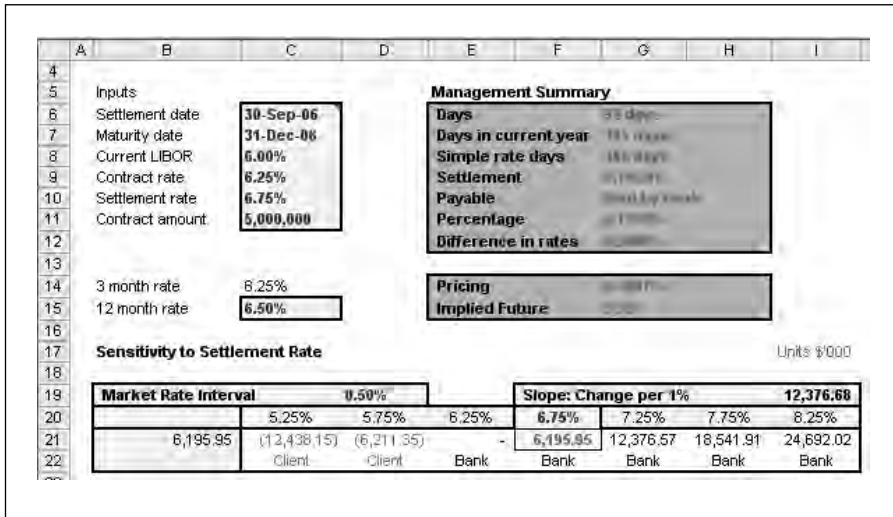 A B C D E F G H I
4
5 Inputs Management Summary
6 Settlement date 30-Sep-06 Days
7 Maturity date 31-Dec-06 Days in current year
8 Current LIBOR 6.00% Simple rate days
9 Contract rate 6.25% Settlement
10 Settlement rate 6.75% Payable
11 Contract amount 5,000,000 Percentage
12 Difference in rates
13
14 3 month rate 6.25% Pricing
15 12 month rate 6.50% Implied Future
16
17 Sensitivity to Settlement Rate Units $'000
18
19 Market Rate Interval 0.50% Slope: Change per 1% 12,376.68
20 5.25% 5.75% 6.25% 6.75% 7.25% 7.75% 8.25%
21 6,195.95 (12,438.15) (6,211.35) - 6,195.95 12,376.57 18,541.91 24,692.02
22 Client Client Bank Bank Bank Bank Bank